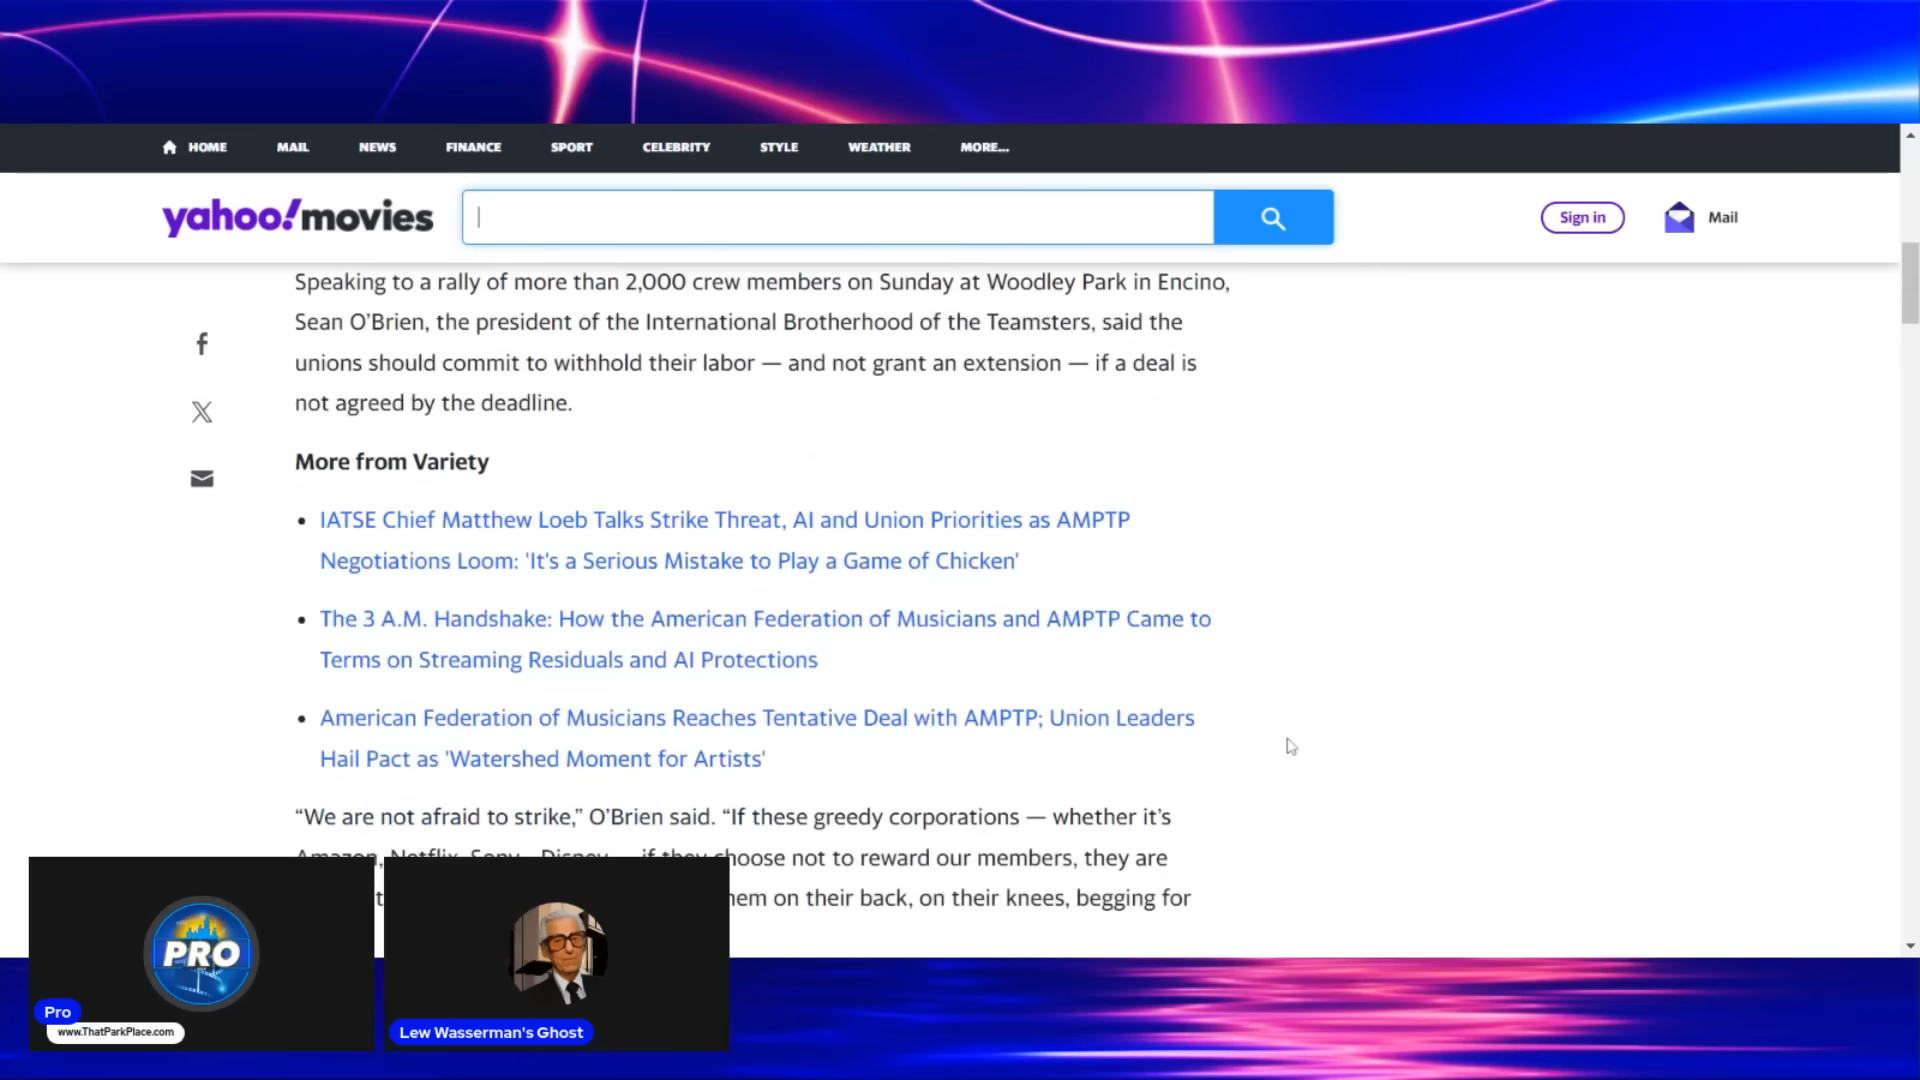 HOME MAIL NEWS FINANCE SPORT CELEBRITY STYLE WEATHER MORE...
yahoo!movies
Sign in
Mail
Speaking to a rally of more than 2,000 crew members on Sunday at Woodley Park in Encino,
Sean O’Brien, the president of the International Brotherhood of the Teamsters, said the
unions should commit to withhold their labor — and not grant an extension — if a deal is
not agreed by the deadline.
More from Variety
• IATSE Chief Matthew Loeb Talks Strike Threat, AI and Union Priorities as AMPTP
Negotiations Loom: 'It's a Serious Mistake to Play a Game of Chicken'
• The 3 A.M. Handshake: How the American Federation of Musicians and AMPTP Came to
Terms on Streaming Residuals and AI Protections
• American Federation of Musicians Reaches Tentative Deal with AMPTP; Union Leaders
Hail Pact as 'Watershed Moment for Artists'
“We are not afraid to strike,” O’Brien said. “If these greedy corporations — whether it’s
Amazon, Netflix, Sony, Disney — if they choose not to reward our members, they are
on their back, on their knees, begging for
PRO
Pro
www.ThatParkPlace.com
Lew Wasserman's Ghost